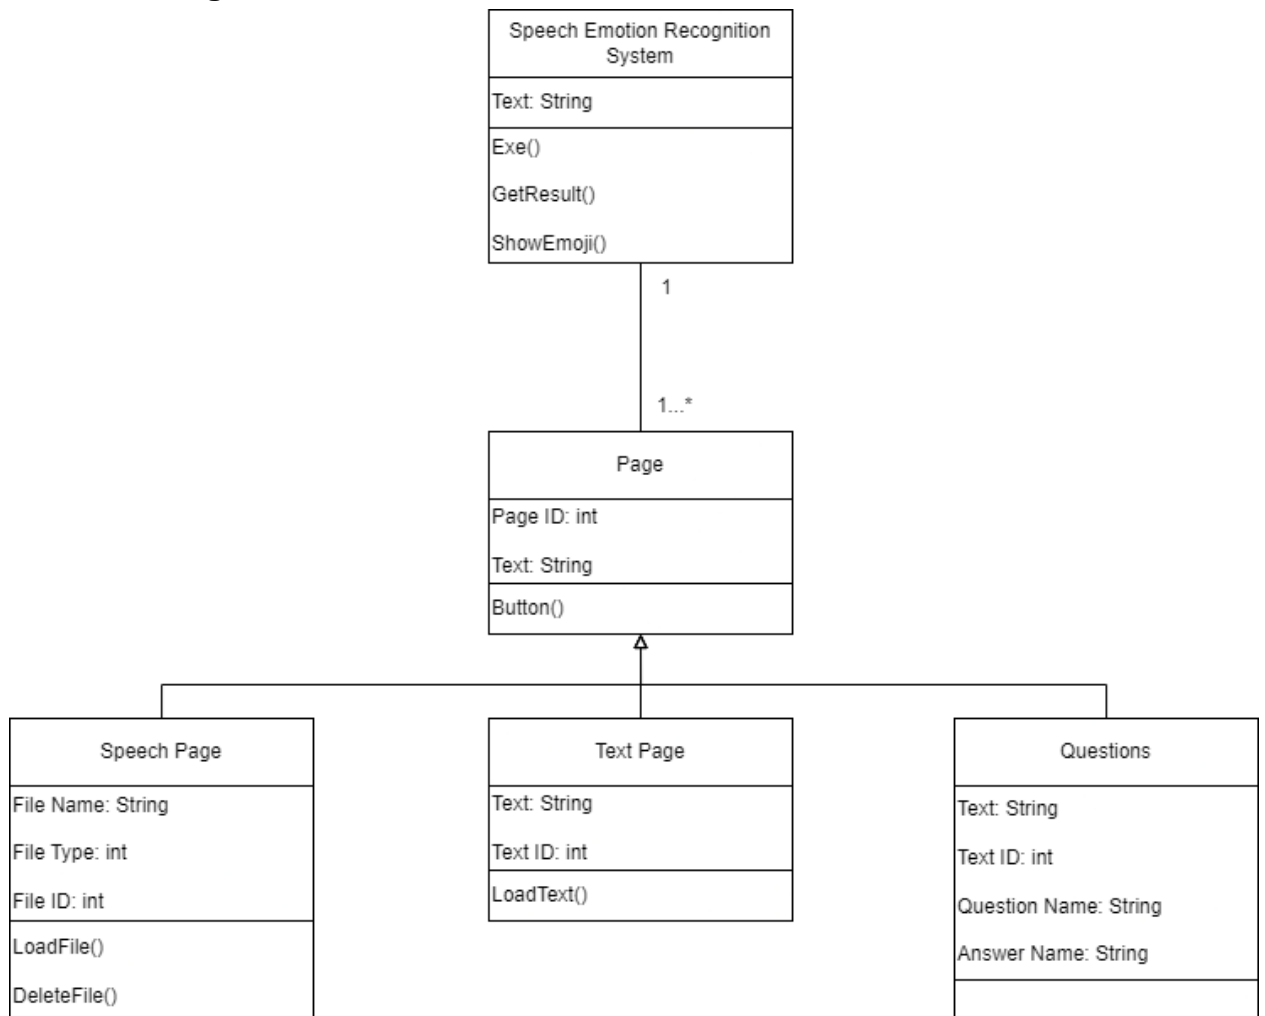 Speech Emotion Recognition
System
Text: String
Exe()
GetResult()
ShowEmoji()
1
1...*
Page
Page ID: int
Text: String
Button()
Speech Page
File Name: String
File Type: int
File ID: int
LoadFile()
DeleteFile()
Text Page
Text: String
Text ID: int
LoadText()
Questions
Text: String
Text ID: int
Question Name: String
Answer Name: String